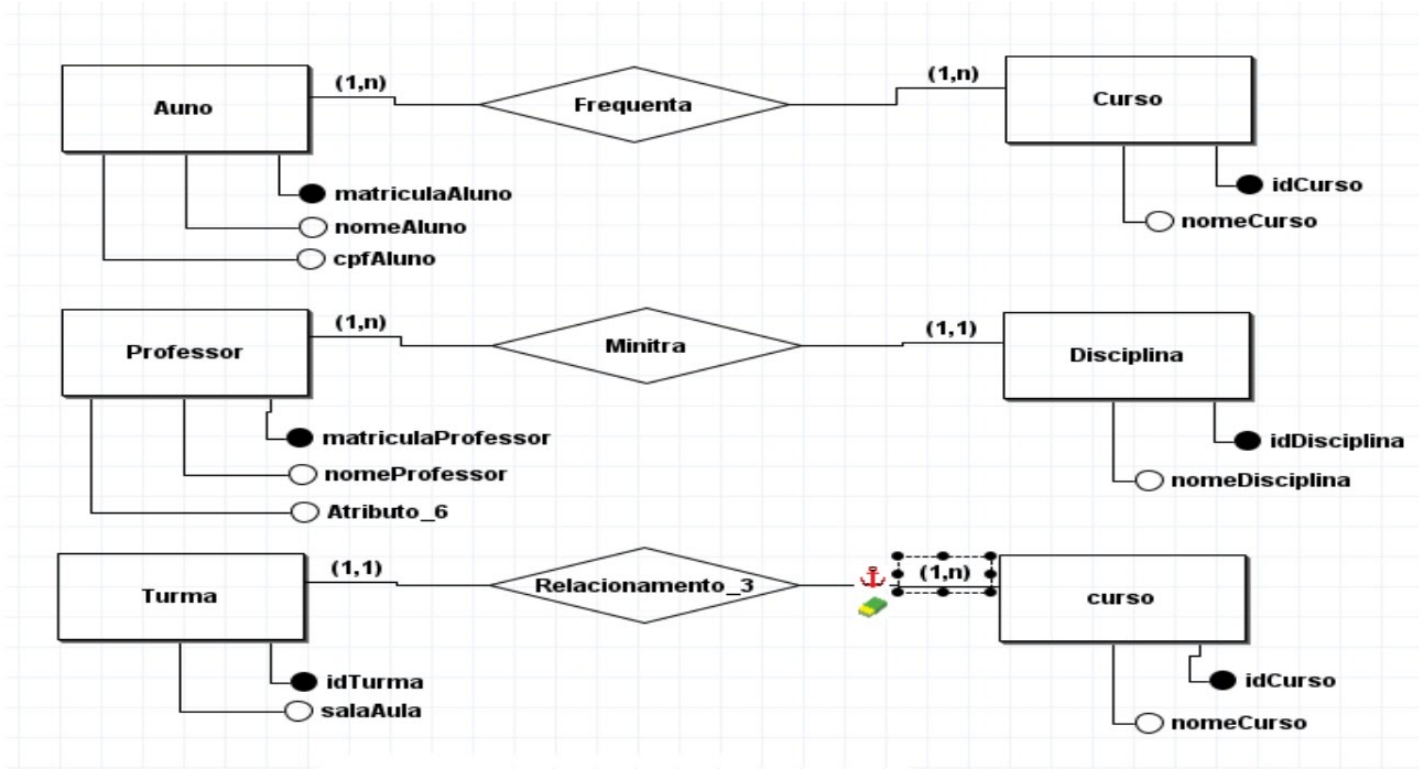 (1,n)
(1,n)
Auno
Frequenta
Curso
matriculaAluno
idCurso
nomeAluno
nomeCurso
cpfAluno
(1,n)
(1,1)
Professor
Minitra
Disciplina
matriculaProfessor
idDisciplina
nomeProfessor
nomeDisciplina
Atributo_6
(1,1)
(1,n)
Turma
Relacionamento_3
curso
idTurma
idCurso
salaAula
nomeCurso